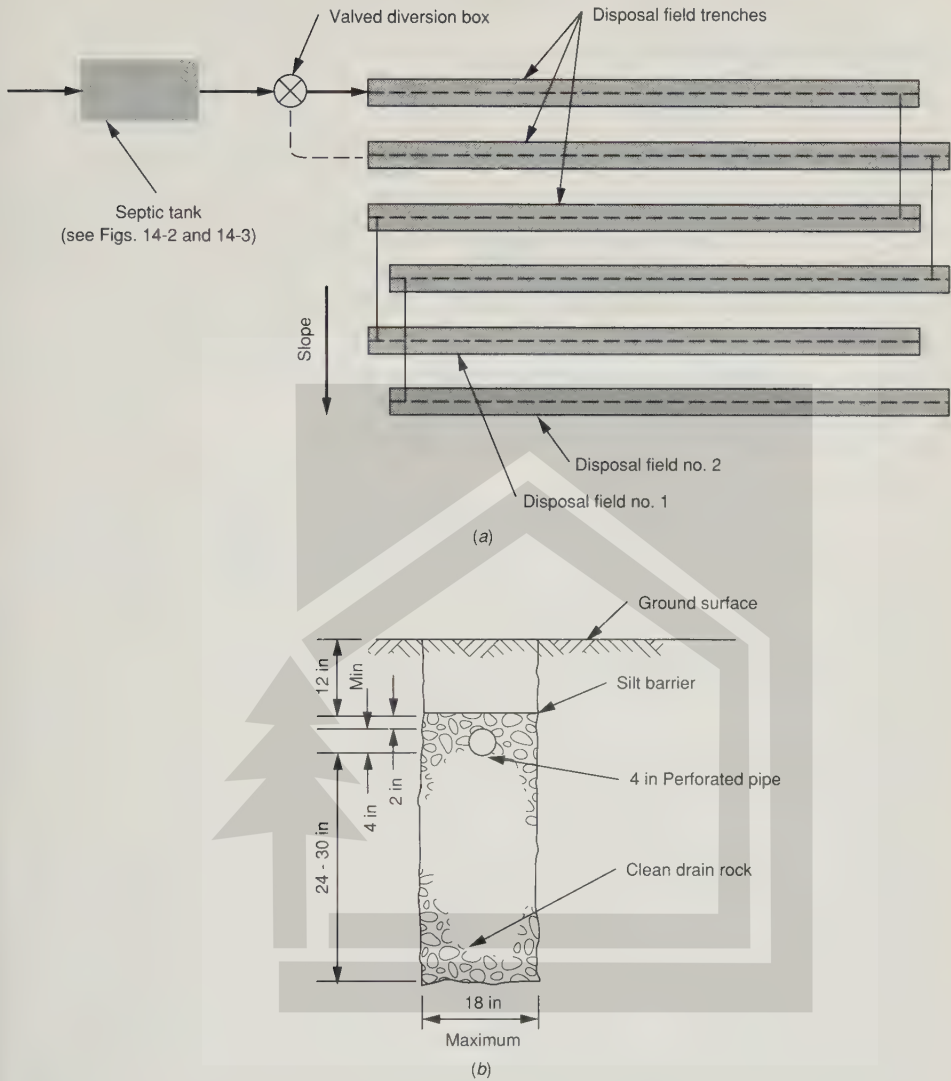 Valved diversion box
Disposal field trenches
Septic tank
(see Figs. 14-2 and 14-3)
Slope
Disposal field no. 2
Disposal field no. 1
(a)
Ground surface
12 in
Min
Silt barrier
2 in
4 in
4 in Perforated pipe
24 - 30 in
Clean drain rock
18 in
Maximum
(b)